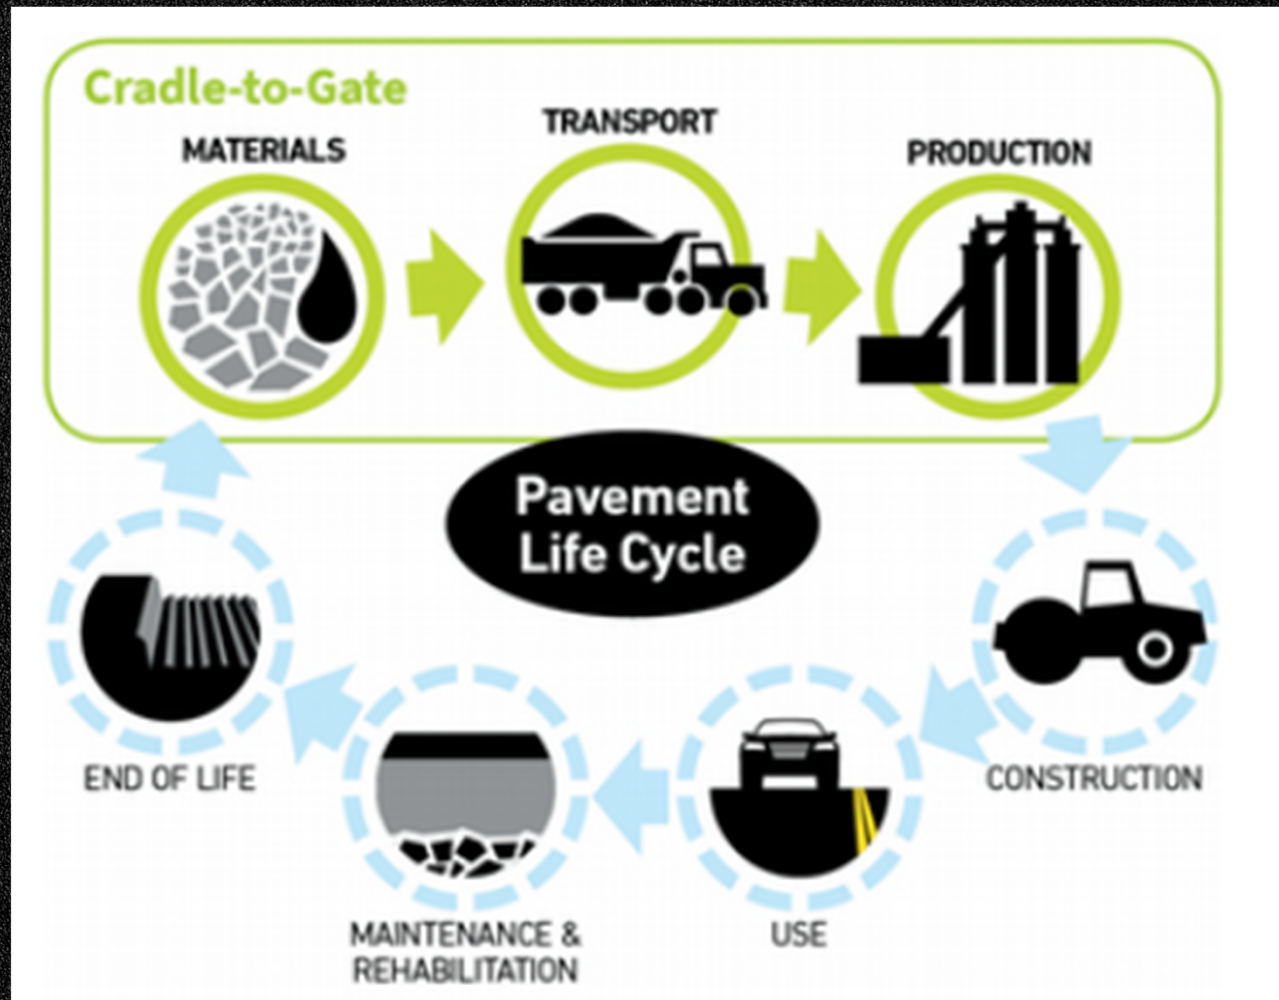 Cradle-to-Gate
MATERIALS
TRANSPORT
PRODUCTION
Pavement
Life Cycle
END OF LIFE
MAINTENANCE &
REHABILITATION
USE
CONSTRUCTION